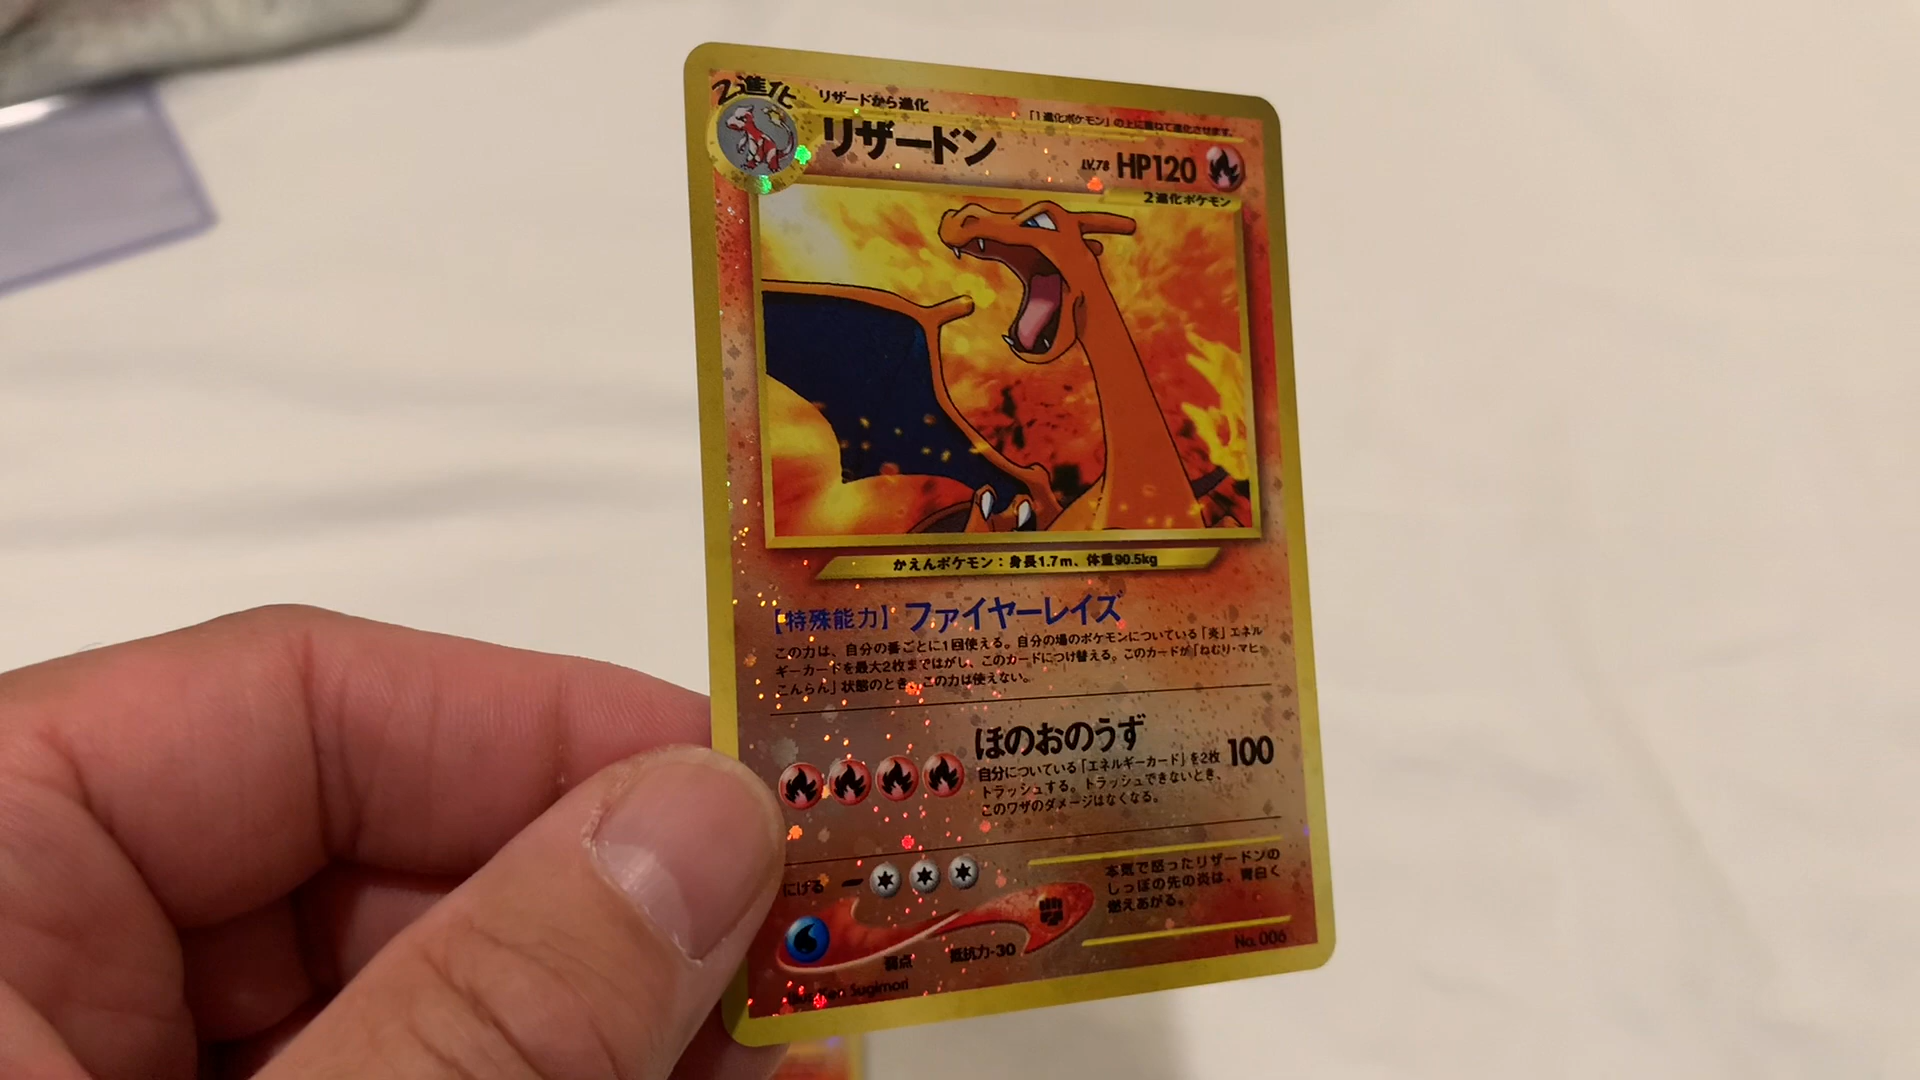 2進化
リザードから進化
「1進化ポケモン」の上に重ねて進化させます。
リザードン
LV.78 HP120
2進化ポケモン
かえんポケモン：身長1.7m、体重90.5kg
【特殊能力】ファイヤーレイズ
この力は、自分の番ごとに1回使える。自分の場のポケモンについている「炎」エネル
ギーカードを最大2枚まではがし、このカードにつけ替える。このカードが「ねむり・マヒ・
こんらん」状態のとき、この力は使えない。
ほのおのうず
100
自分についている「エネルギーカード」を2枚
トラッシュする。トラッシュできないとき、
このワザのダメージはなくなる。
にげる
本気で怒ったリザードンの
しっぽの先の炎は、青白く
燃えあがる。
弱点
抵抗力-30
No.006
Illus. Ken Sugimori